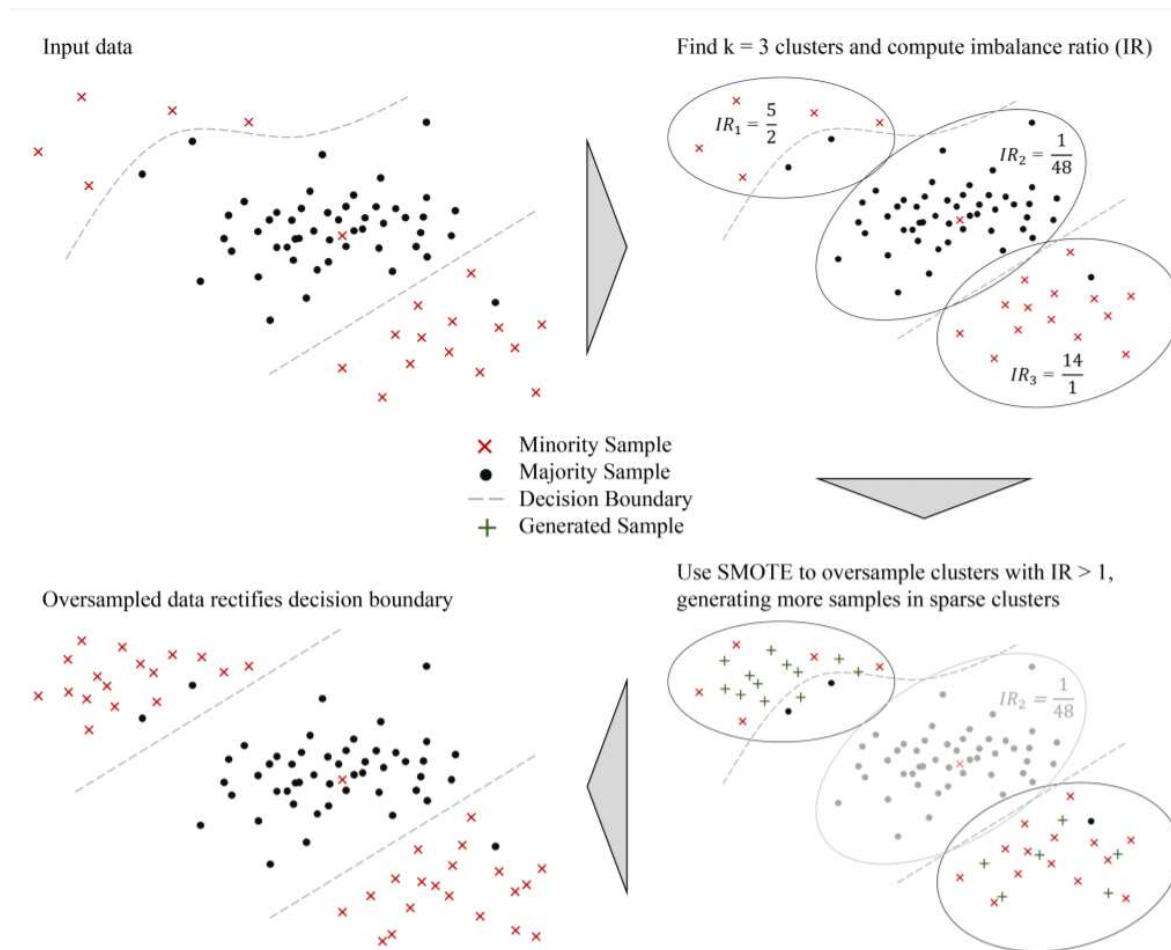 Input data
Find k = 3 clusters and compute imbalance ratio (IR)
IR₁ = 5/2
IR₂ = 1/48
IR₃ = 14/1
Minority Sample
Majority Sample
Decision Boundary
Generated Sample
Oversampled data rectifies decision boundary
Use SMOTE to oversample clusters with IR > 1,
generating more samples in sparse clusters
IR₂ = 1/48